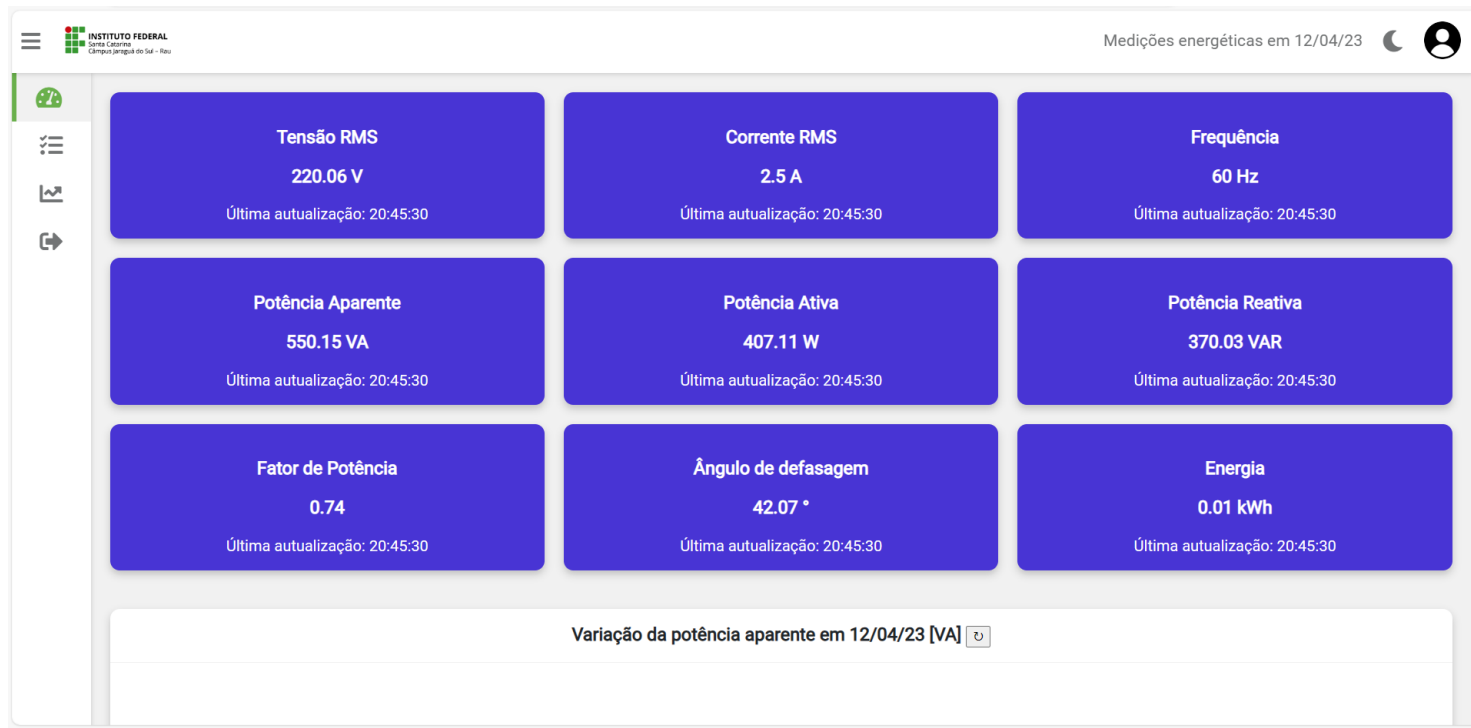 INSTITUTO FEDERAL
Santa Catarina
Câmpus Jaraguá do Sul - Rau
Medições energéticas em 12/04/23
Tensão RMS
220.06 V
Última autualização: 20:45:30
Corrente RMS
2.5 A
Última autualização: 20:45:30
Frequência
60 Hz
Última autualização: 20:45:30
Potência Aparente
550.15 VA
Última autualização: 20:45:30
Potência Ativa
407.11 W
Última autualização: 20:45:30
Potência Reativa
370.03 VAR
Última autualização: 20:45:30
Fator de Potência
0.74
Última autualização: 20:45:30
Ângulo de defasagem
42.07 °
Última autualização: 20:45:30
Energia
0.01 kWh
Última autualização: 20:45:30
Variação da potência aparente em 12/04/23 [VA] ↻